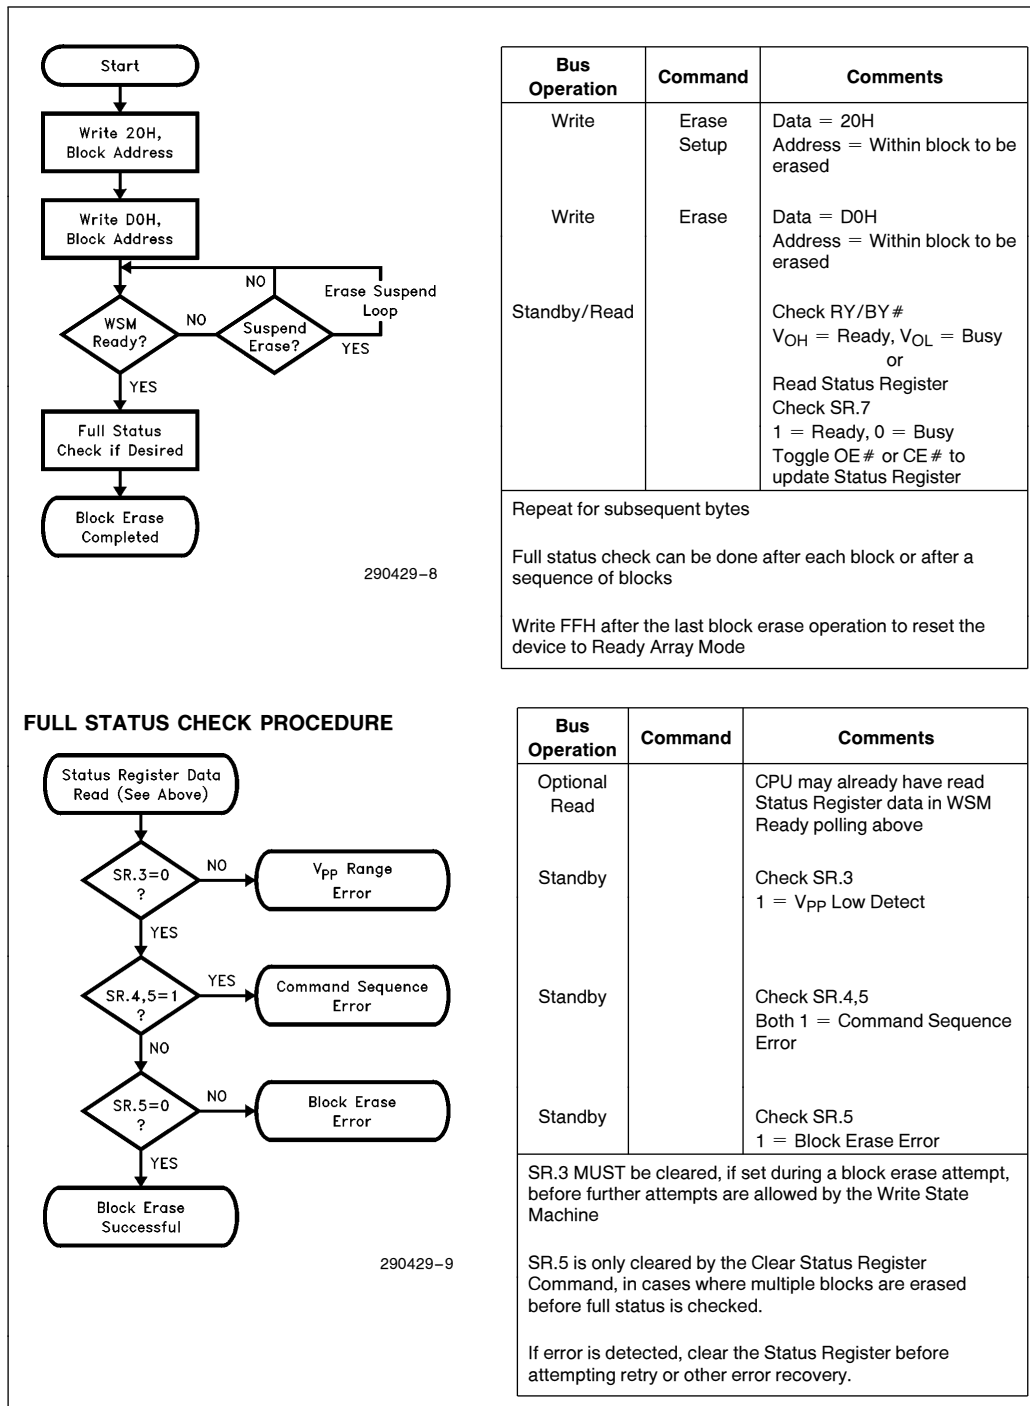 Start
Write 20H,
Block Address
Write D0H,
Block Address
NO
Erase Suspend
Loop
WSM
Ready?
NO
Suspend
Erase?
YES
YES
Full Status
Check if Desired
Block Erase
Completed
290429–8
Bus
Operation
Command
Comments
Write
Erase
Setup
Data = 20H
Address = Within block to be
erased
Write
Erase
Data = D0H
Address = Within block to be
erased
Standby/Read
Check RY/BY#
VOH = Ready, VOL = Busy
or
Read Status Register
Check SR.7
1 = Ready, 0 = Busy
Toggle OE# or CE# to
update Status Register
Repeat for subsequent bytes
Full status check can be done after each block or after a
sequence of blocks
Write FFH after the last block erase operation to reset the
device to Ready Array Mode
FULL STATUS CHECK PROCEDURE
Status Register Data
Read (See Above)
SR.3=0
?
NO
VPP Range
Error
YES
SR.4,5=1
?
YES
Command Sequence
Error
NO
SR.5=0
?
NO
Block Erase
Error
YES
Block Erase
Successful
290429–9
Bus
Operation
Command
Comments
Optional
Read
CPU may already have read
Status Register data in WSM
Ready polling above
Standby
Check SR.3
1 = VPP Low Detect
Standby
Check SR.4,5
Both 1 = Command Sequence
Error
Standby
Check SR.5
1 = Block Erase Error
SR.3 MUST be cleared, if set during a block erase attempt,
before further attempts are allowed by the Write State
Machine
SR.5 is only cleared by the Clear Status Register
Command, in cases where multiple blocks are erased
before full status is checked.
If error is detected, clear the Status Register before
attempting retry or other error recovery.